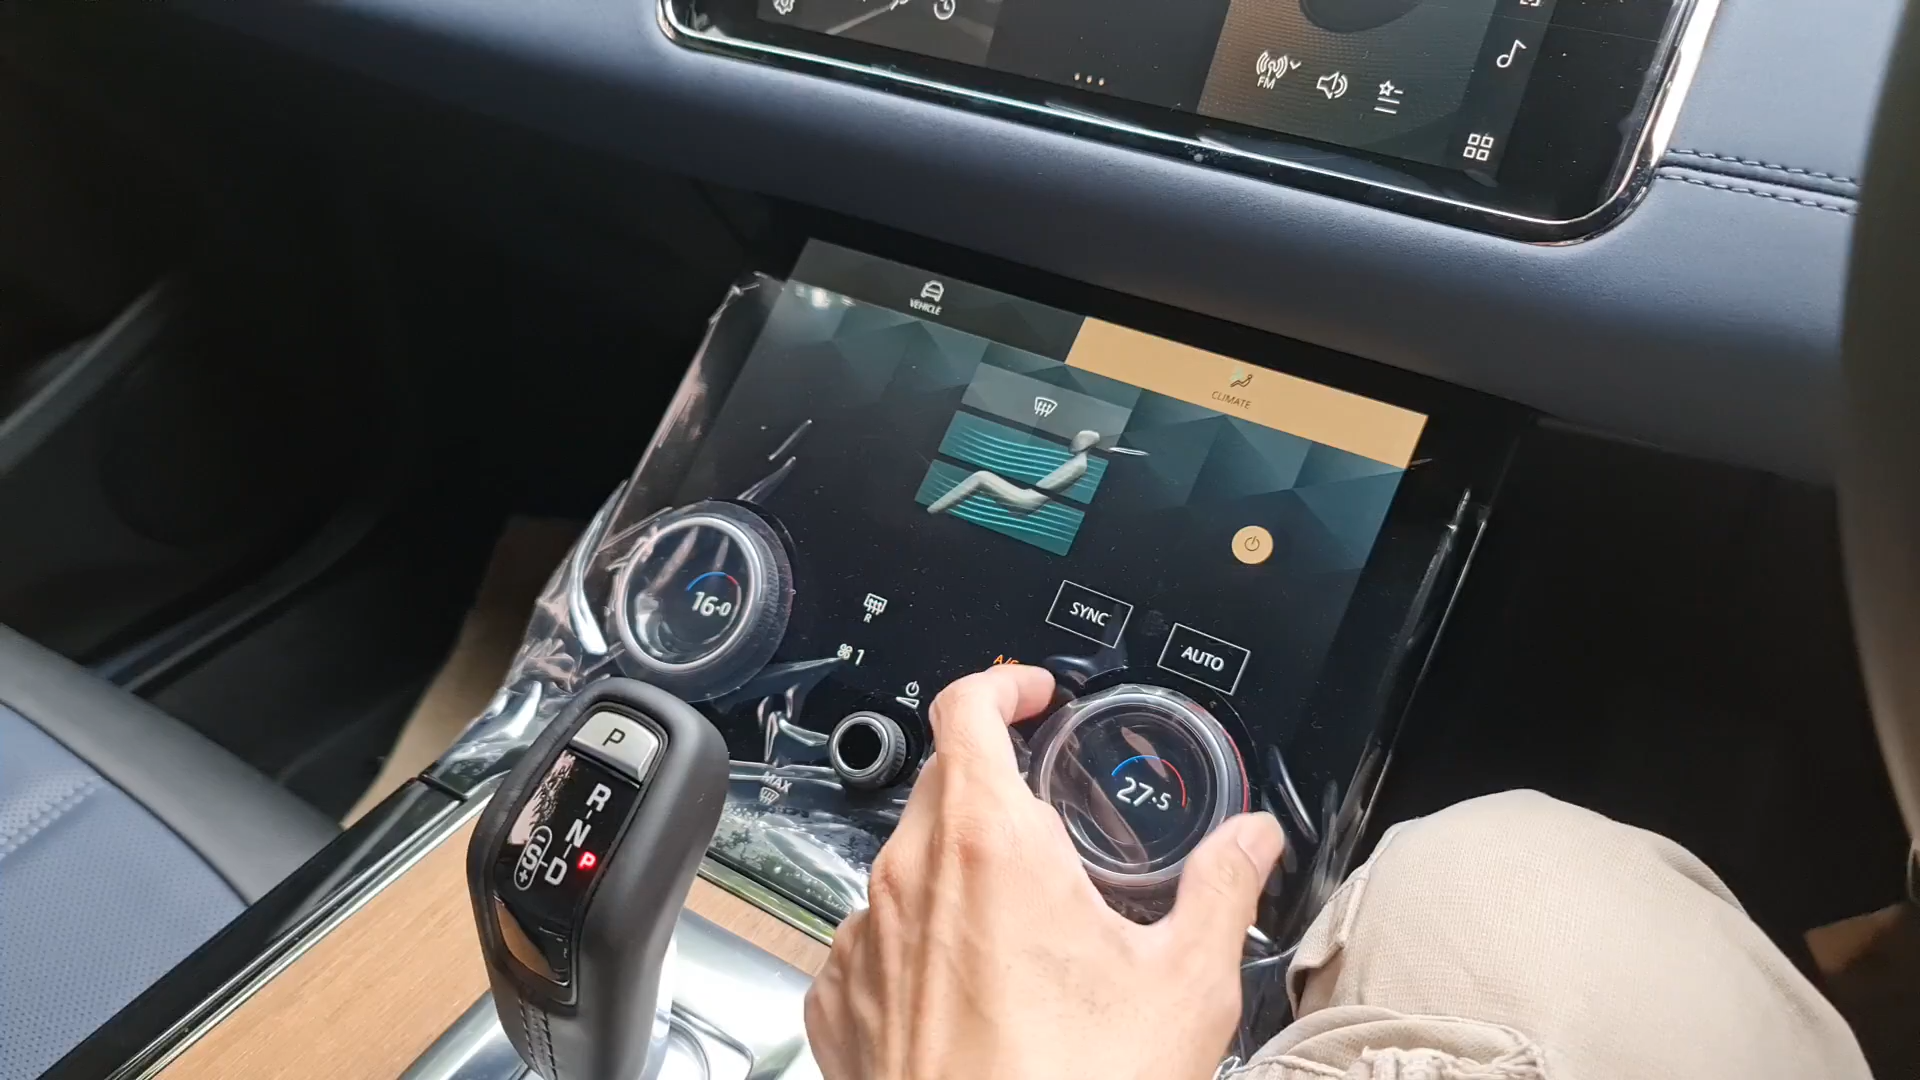 FM
VEHICLE
CLIMATE
16.0
R
1
SYNC
AUTO
A/C
27.5
MAX
P
R
N
P
D
-
S
+